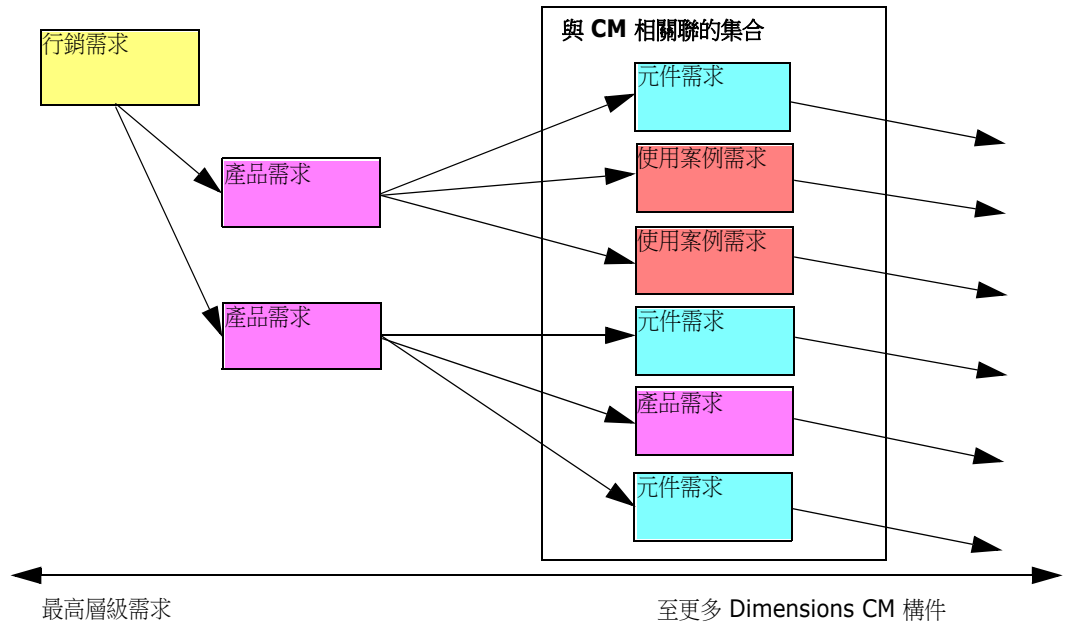 行銷需求
與 CM 相關聯的集合
元件需求
產品需求
使用案例需求
使用案例需求
產品需求
元件需求
產品需求
元件需求
最高層級需求
至更多 Dimensions CM 構件